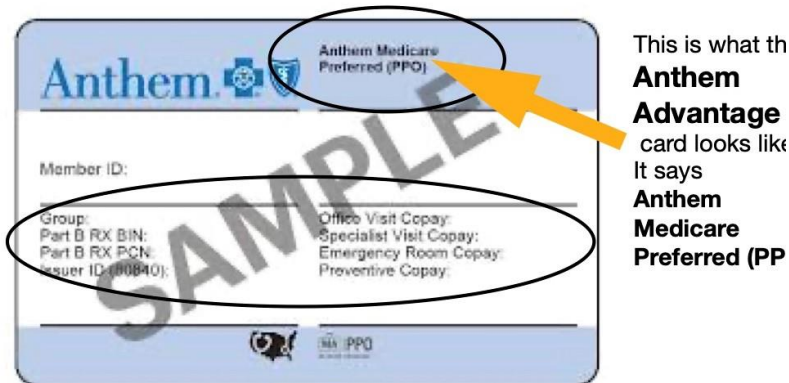 Anthem
Anthem Medicare
Preferred (PPO)
Member ID:
Group:
Part B RX BIN:
Part B RX PCN:
Issuer ID (80840):
Office Visit Copay:
Specialist Visit Copay:
Emergency Room Copay:
Preventive Copay:
SAMPLE
MA PPO
This is what th
Anthem
Advantage
card looks like
It says
Anthem
Medicare
Preferred (PP